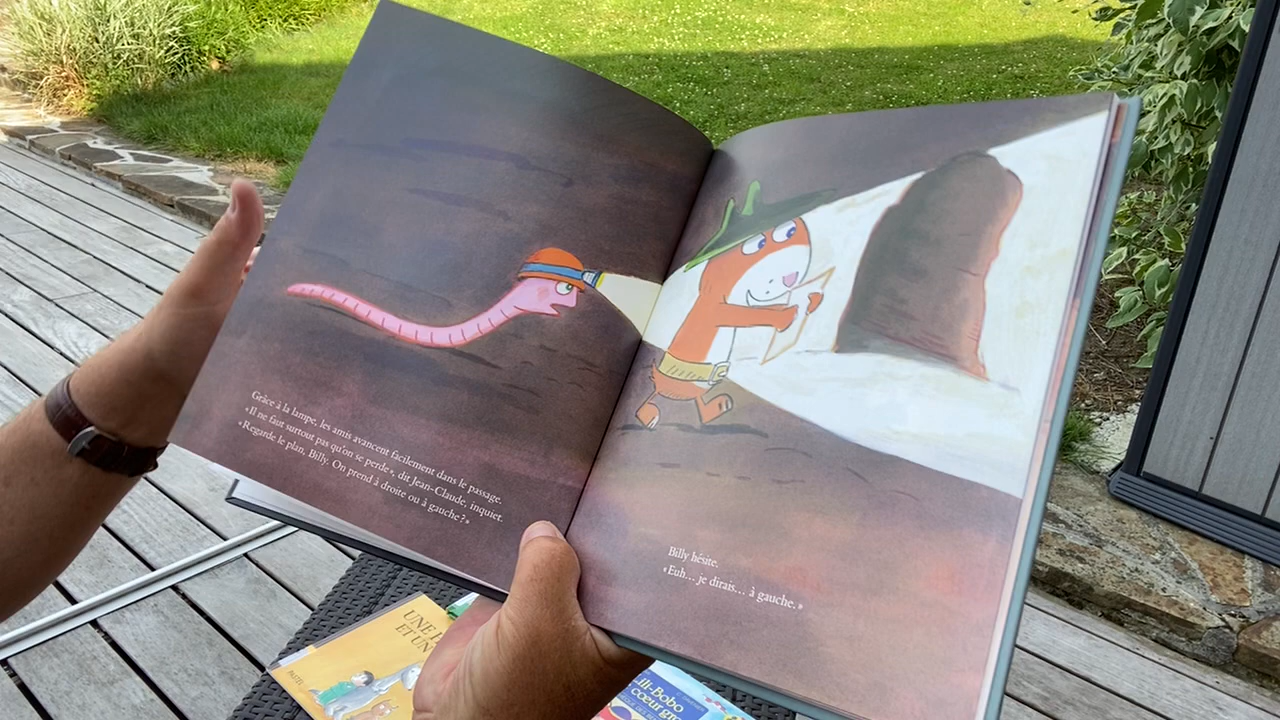 Grâce à la lampe, les amis avancent facilement dans le passage.
«Il ne faut surtout pas qu'on se perde», dit Jean-Claude, inquiet.
«Regarde le plan, Billy. On prend à droite ou à gauche?»
Billy hésite.
«Euh... je dirais... à gauche.»
UNE
ET UN
PASTEL
Bobo
cœur gro